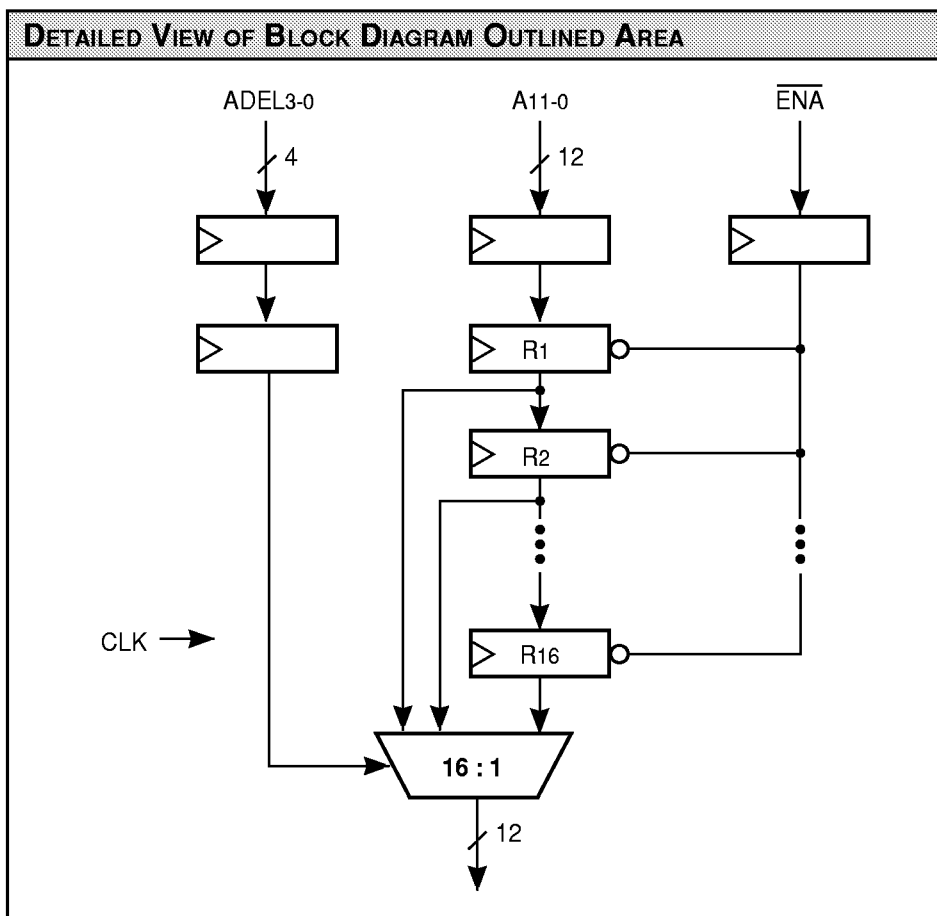 DETAILED VIEW OF BLOCK DIAGRAM OUTLINED AREA
ADEL3-0
A11-0
ENA
4
12
R1
R2
CLK
R16
16 : 1
12